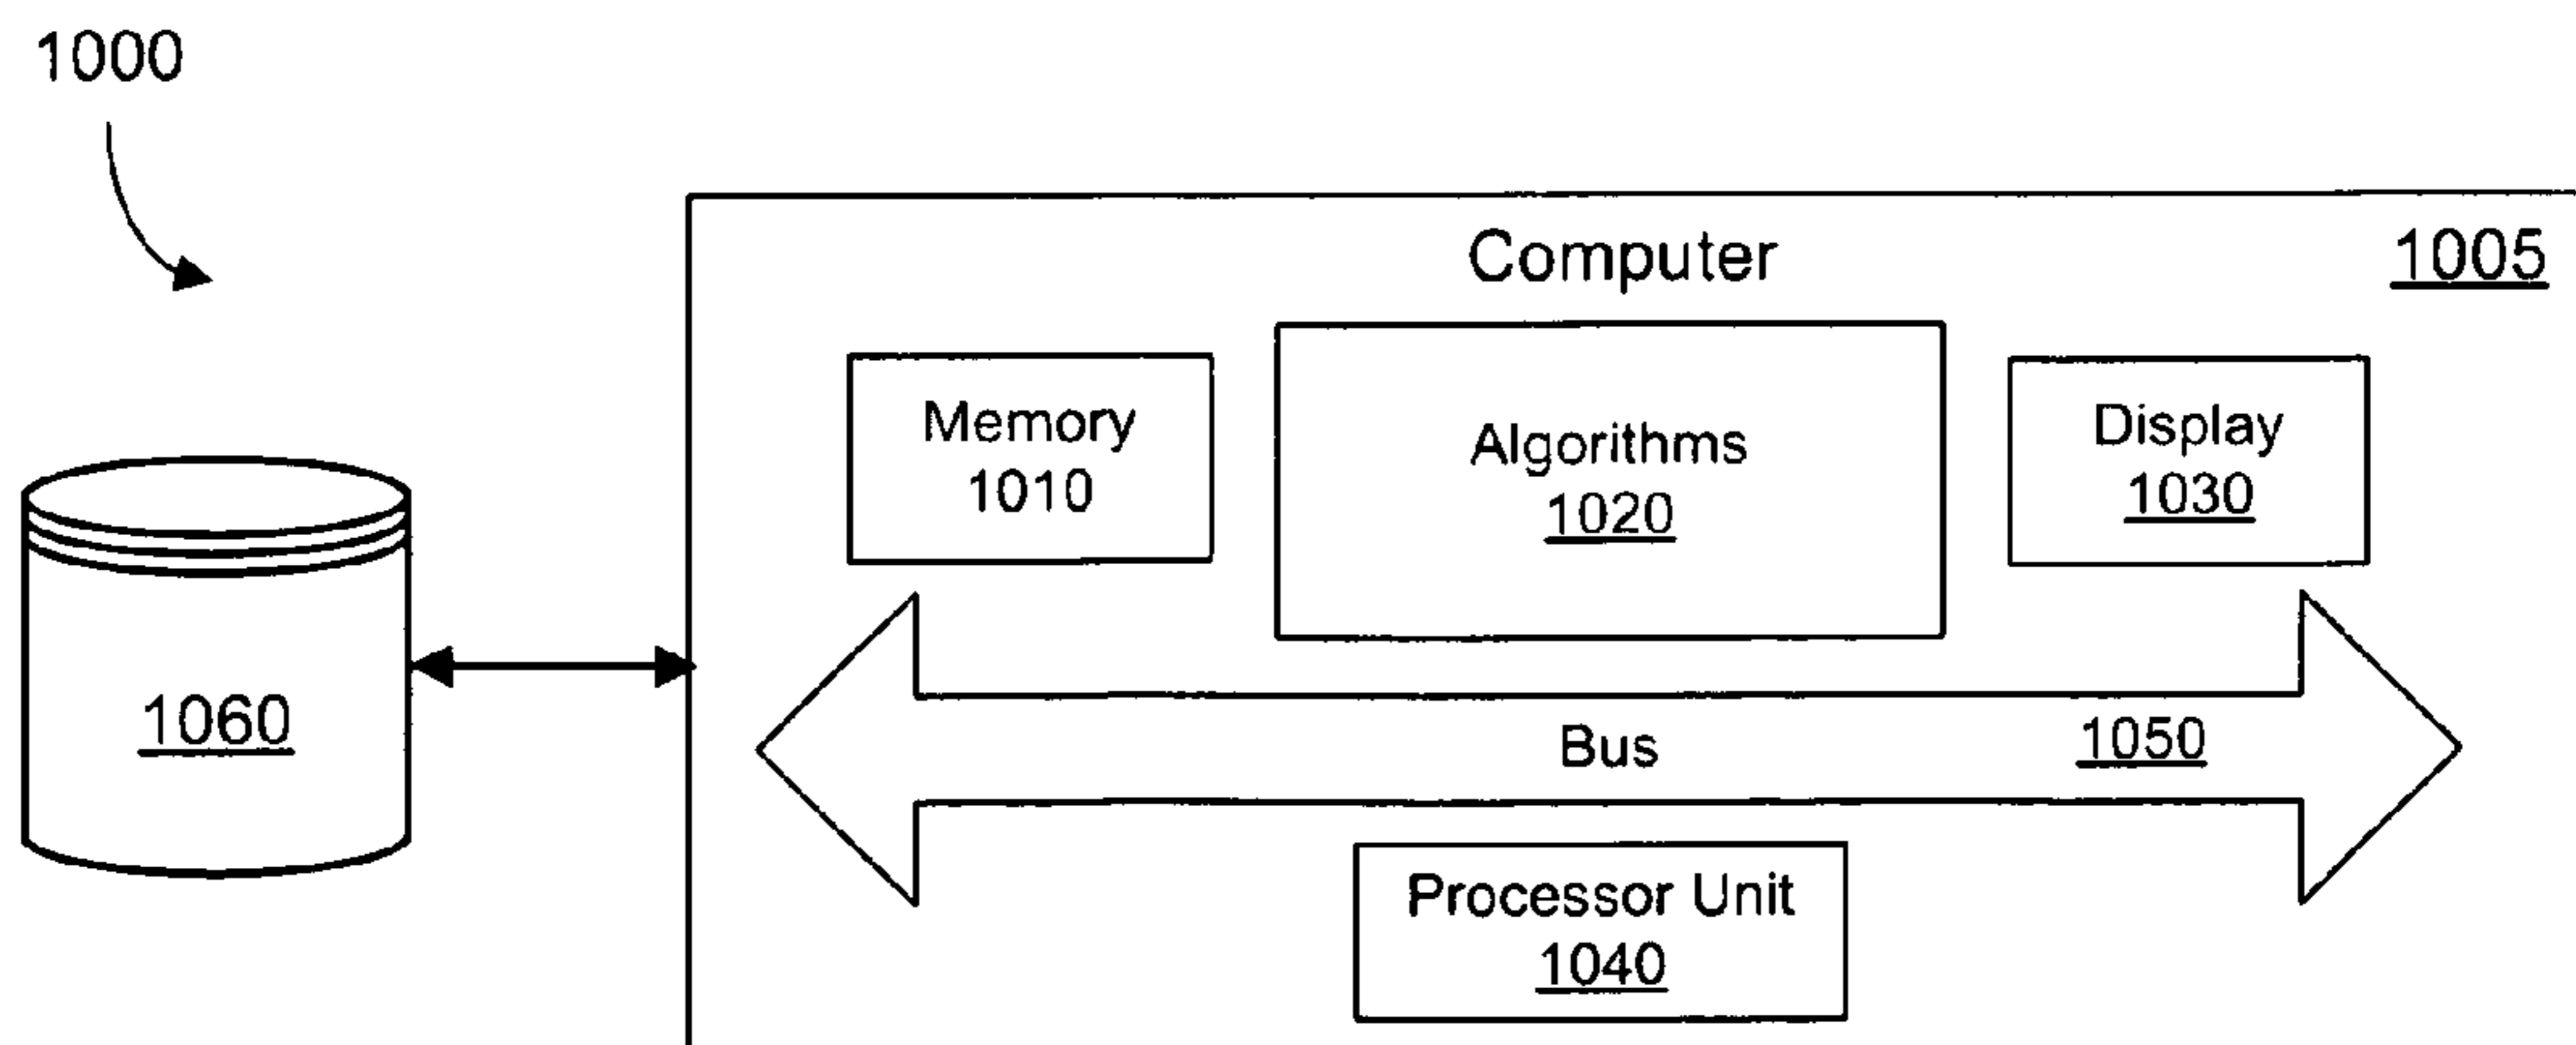 1000
Computer
1005
Memory
1010
Algorithms
1020
Display
1030
1060
Bus
1050
Processor Unit
1040